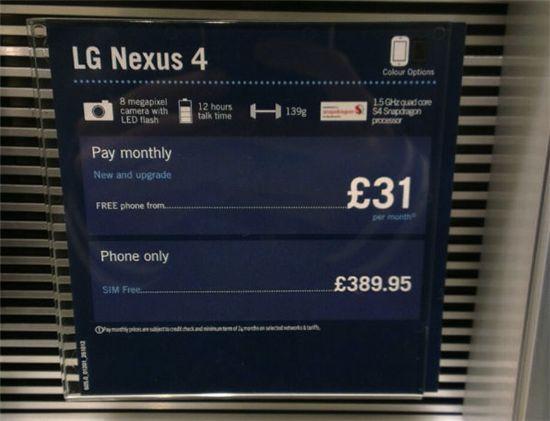 LG Nexus 4
Colour Options
8 megapixel
camera with
LED flash
12 hours
talk time
139g
snapdragon
1.5 GHz quad core
S4 Snapdragon
processor
Pay monthly
New and upgrade
FREE phone from
£31
per month
Phone only
SIM Free
£389.95
Pay monthly prices are subject to credit check and minimum term of 24 months on selected networks & tariffs.